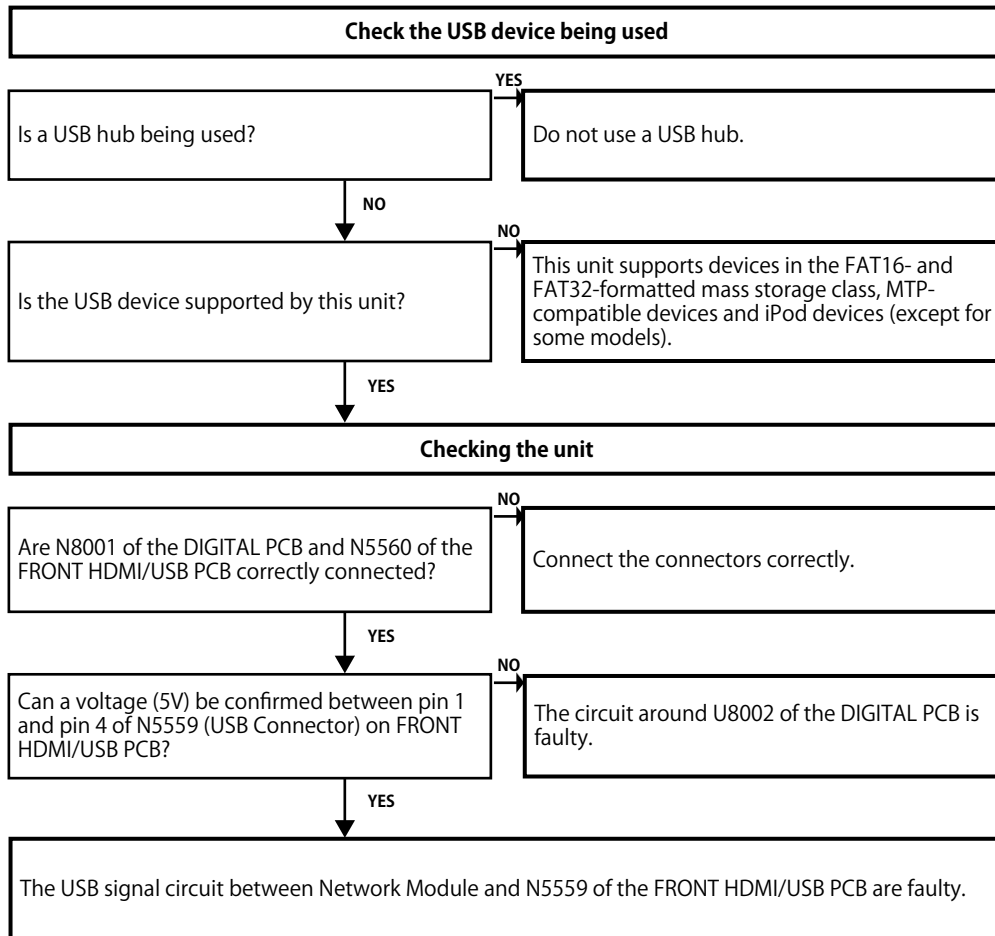 Check the USB device being used
YES
Is a USB hub being used?
Do not use a USB hub.
NO
NO
Is the USB device supported by this unit?
This unit supports devices in the FAT16- and
FAT32-formatted mass storage class, MTP-
compatible devices and iPod devices (except for
some models).
YES
Checking the unit
NO
Are N8001 of the DIGITAL PCB and N5560 of the
FRONT HDMI/USB PCB correctly connected?
Connect the connectors correctly.
YES
NO
Can a voltage (5V) be confirmed between pin 1
and pin 4 of N5559 (USB Connector) on FRONT
HDMI/USB PCB?
The circuit around U8002 of the DIGITAL PCB is
faulty.
YES
The USB signal circuit between Network Module and N5559 of the FRONT HDMI/USB PCB are faulty.